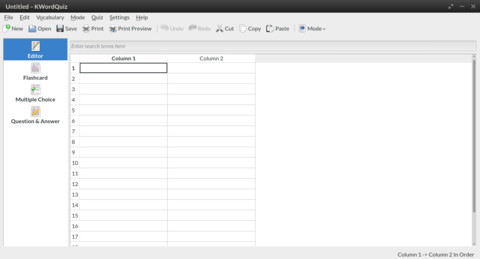 Untitled – KWordQuiz
File Edit Vocabulary Mode Quiz Settings Help
New Open Save Print Print Preview Undo Redo Cut Copy Paste Mode
Enter search terms here
Editor
Flashcard
Multiple Choice
Question & Answer
Column 1 Column 2
1
2
3
4
5
6
7
8
9
10
11
12
13
14
15
16
17
Column 1 -> Column 2 In Order